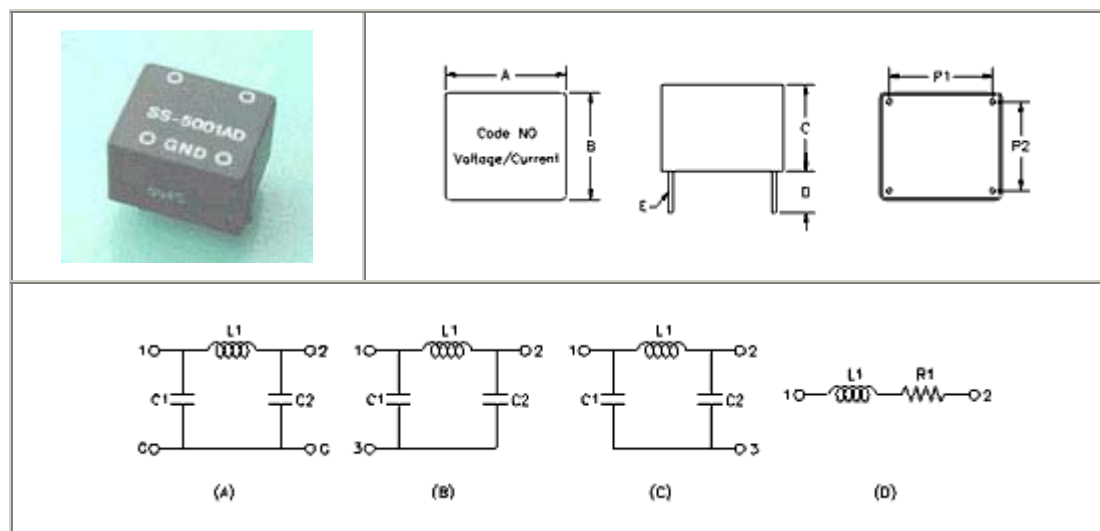 SS-5001AD
GND
A
B
Code NO
Voltage/Current
C
D
E
P1
P2
L1
1 2
C1 C2
G G
(A)
L1
1 2
C1 C2
3
(B)
L1
1 2
C1 C2
3
(C)
L1 R1
1 2
(D)